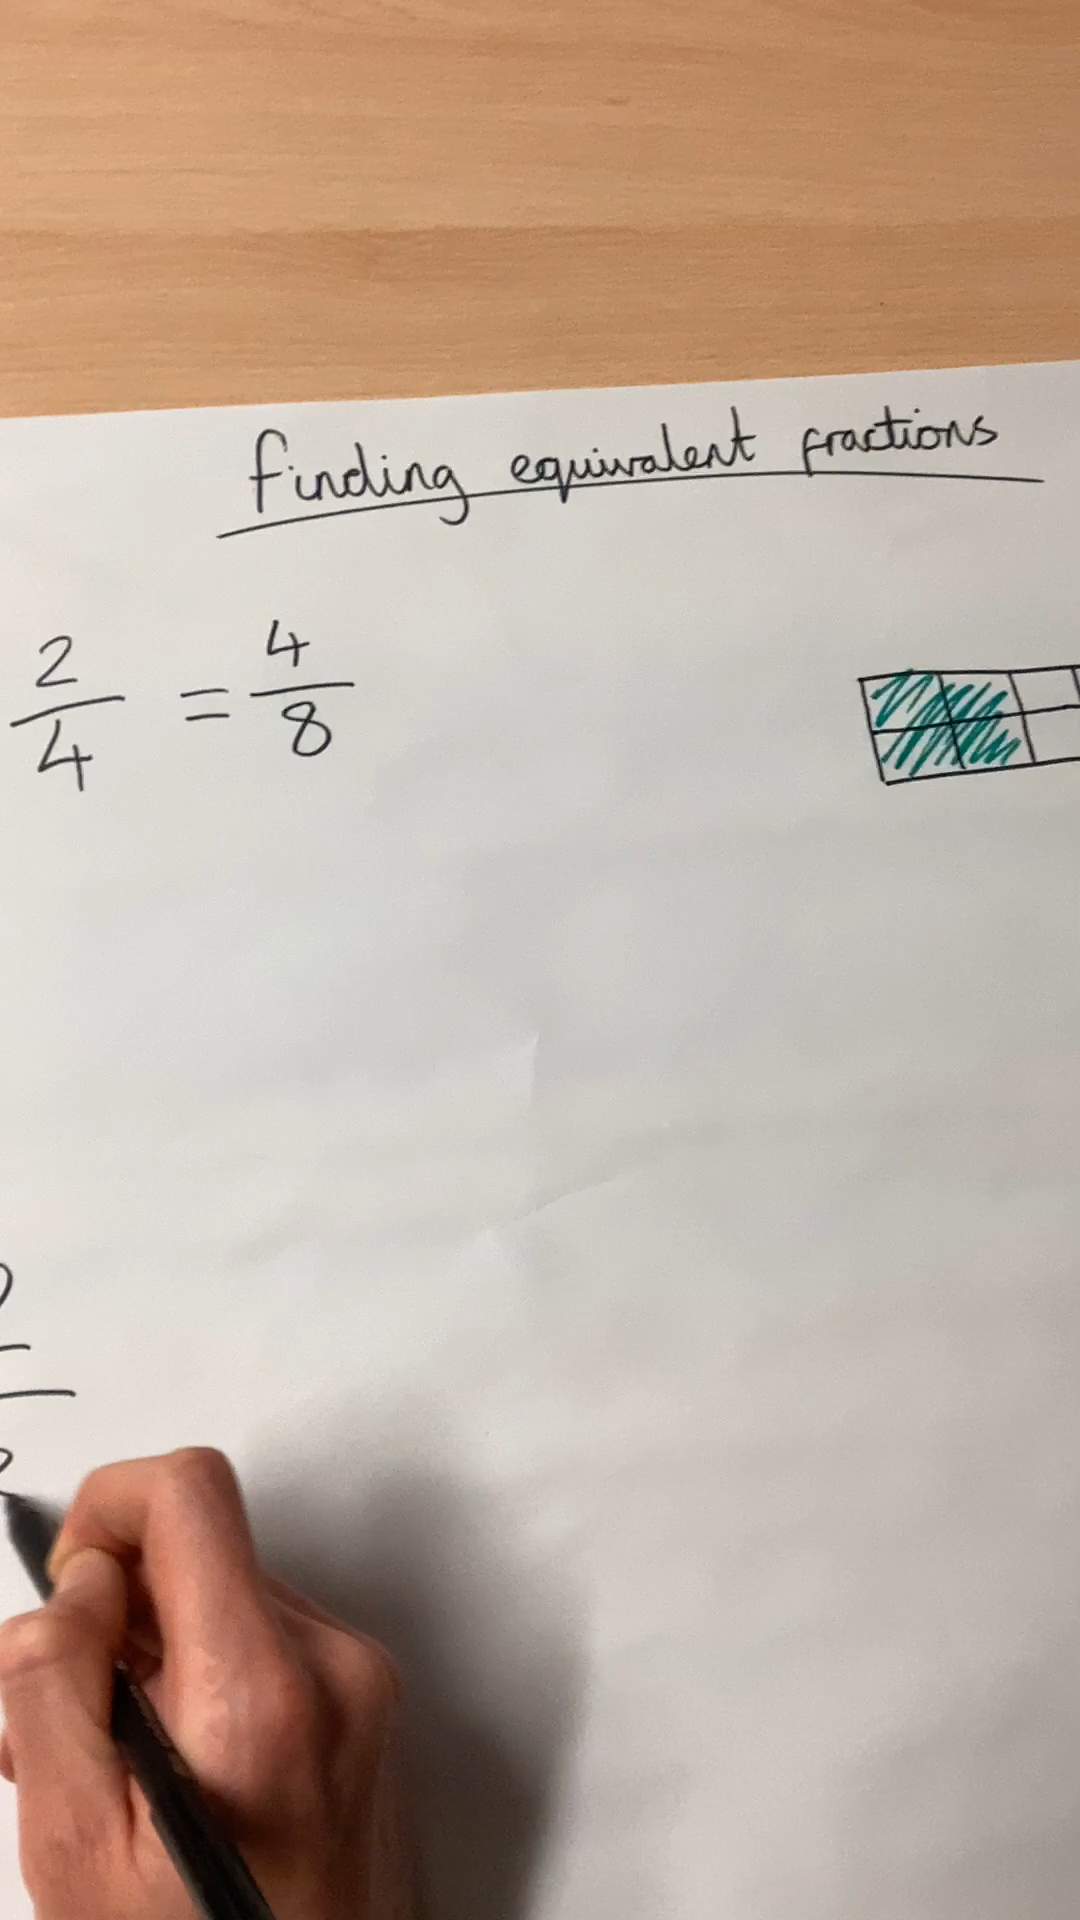 finding equivalent fractions
2/4 = 4/8